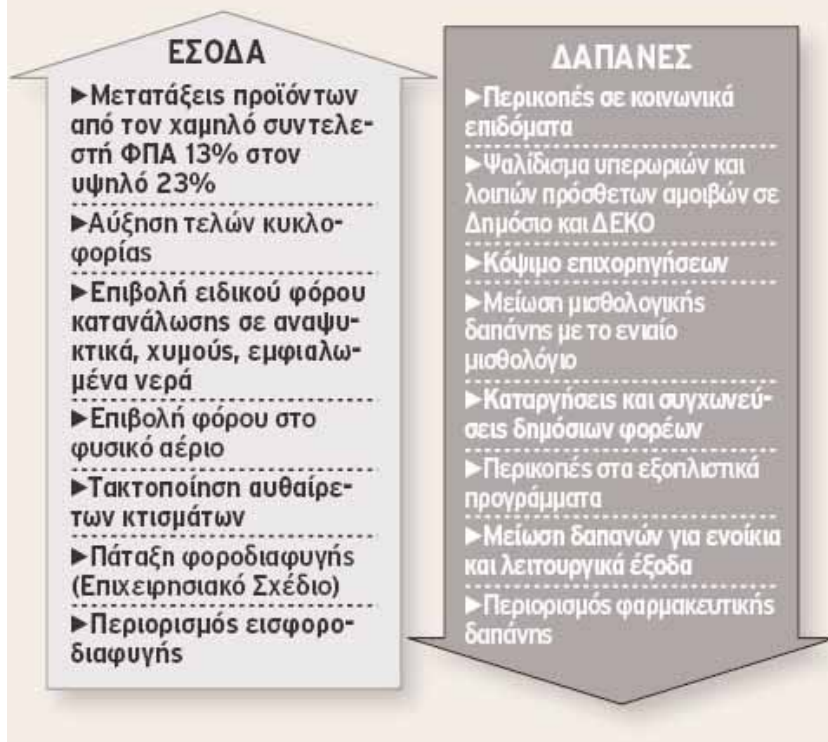 ΕΣΟΔΑ
►Μετατάξεις προϊόντων
από τον χαμηλό συντελε-
στή ΦΠΑ 13% στον
υψηλό 23%
►Αύξηση τελών κυκλο-
φορίας
►Επιβολή ειδικού φόρου
κατανάλωσης σε αναψυ-
κτικά, χυμούς, εμφιαλω-
μένα νερά
►Επιβολή φόρου στο
φυσικό αέριο
►Τακτοποίηση αυθαίρε-
των κτισμάτων
►Πάταξη φοροδιαφυγής
(Επιχειρησιακό Σχέδιο)
►Περιορισμός εισφορο-
διαφυγής
ΔΑΠΑΝΕΣ
►Περικοπές σε κοινωνικά
επιδόματα
►Ψαλίδισμα υπερωριών και
λοιπών πρόσθετων αμοιβών σε
Δημόσιο και ΔΕΚΟ
►Κόψιμο επιχορηγήσεων
►Μείωση μισθολογικής
δαπάνης με το ενιαίο
μισθολόγιο
►Καταργήσεις και συγχωνεύ-
σεις δημόσιων φορέων
►Περικοπές στα εξοπλιστικά
προγράμματα
►Μείωση δαπανών για ενοίκια
και λειτουργικά έξοδα
►Περιορισμός φαρμακευτικής
δαπάνης